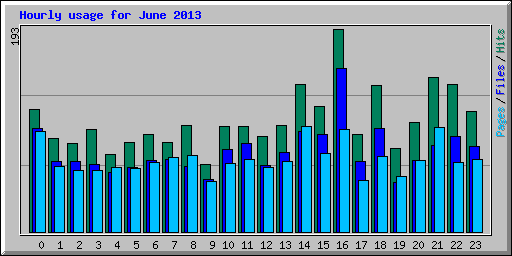 Hourly usage for June 2013
193
Pages / Files / Hits
0 1 2 3 4 5 6 7 8 9 10 11 12 13 14 15 16 17 18 19 20 21 22 23